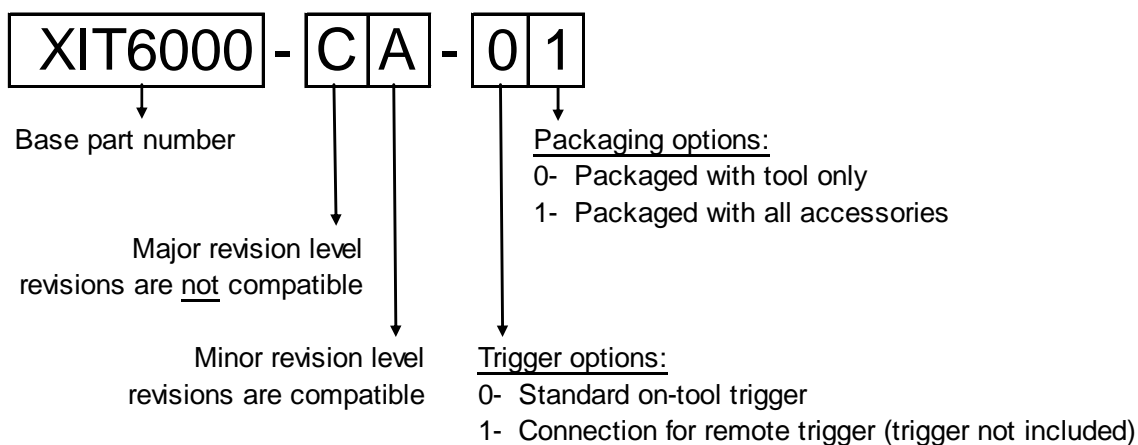 XIT6000 - C A - 0 1
Base part number
Packaging options:
0- Packaged with tool only
1- Packaged with all accessories
Major revision level
revisions are not compatible
Minor revision level
revisions are compatible
Trigger options:
0- Standard on-tool trigger
1- Connection for remote trigger (trigger not included)